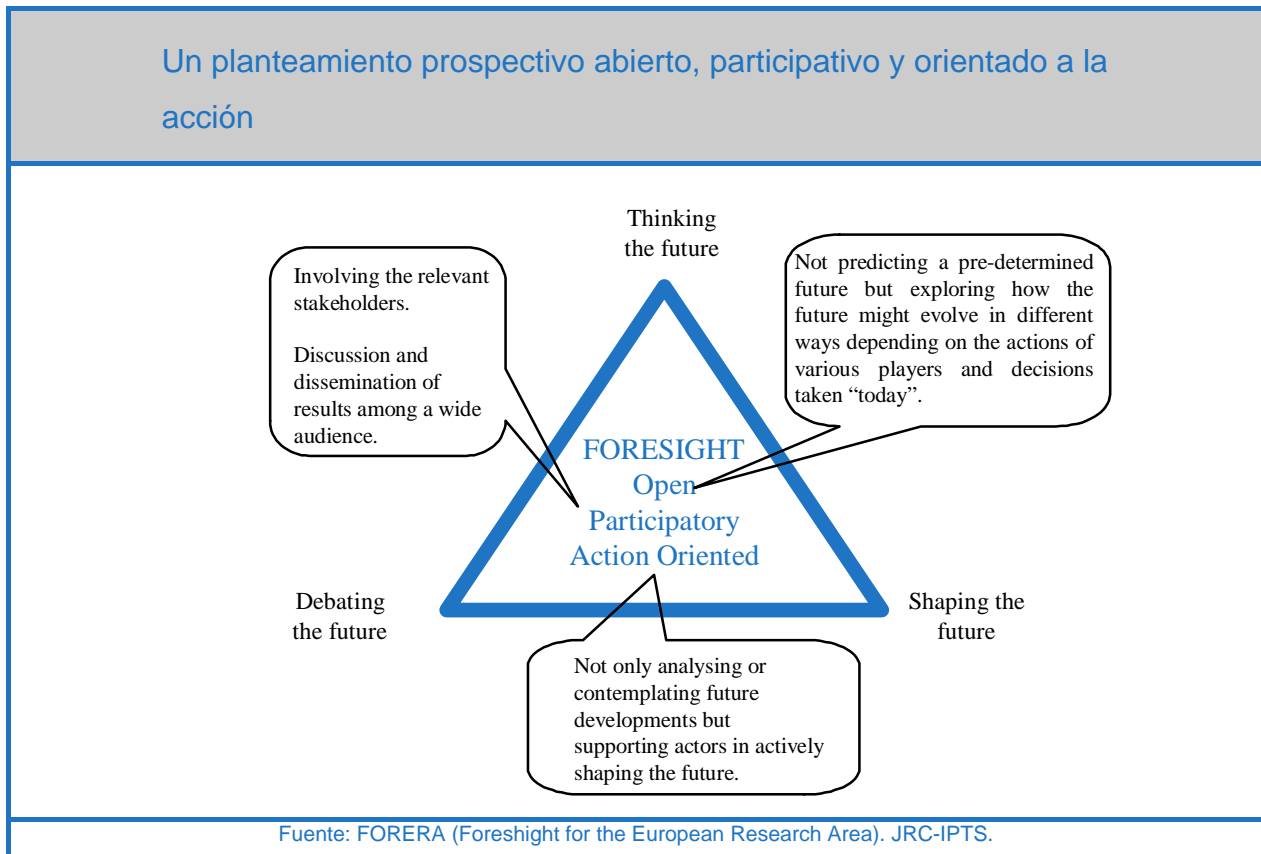 Un planteamiento prospectivo abierto, participativo y orientado a la
acción
Thinking
the future
Involving the relevant
stakeholders.
Discussion and
dissemination of
results among a wide
audience.
Not predicting a pre-determined
future but exploring how the
future might evolve in different
ways depending on the actions of
various players and decisions
taken “today”.
FORESIGHT
Open
Participatory
Action Oriented
Debating
the future
Shaping the
future
Not only analysing or
contemplating future
developments but
supporting actors in actively
shaping the future.
Fuente: FORERA (Foreshight for the European Research Area). JRC-IPTS.